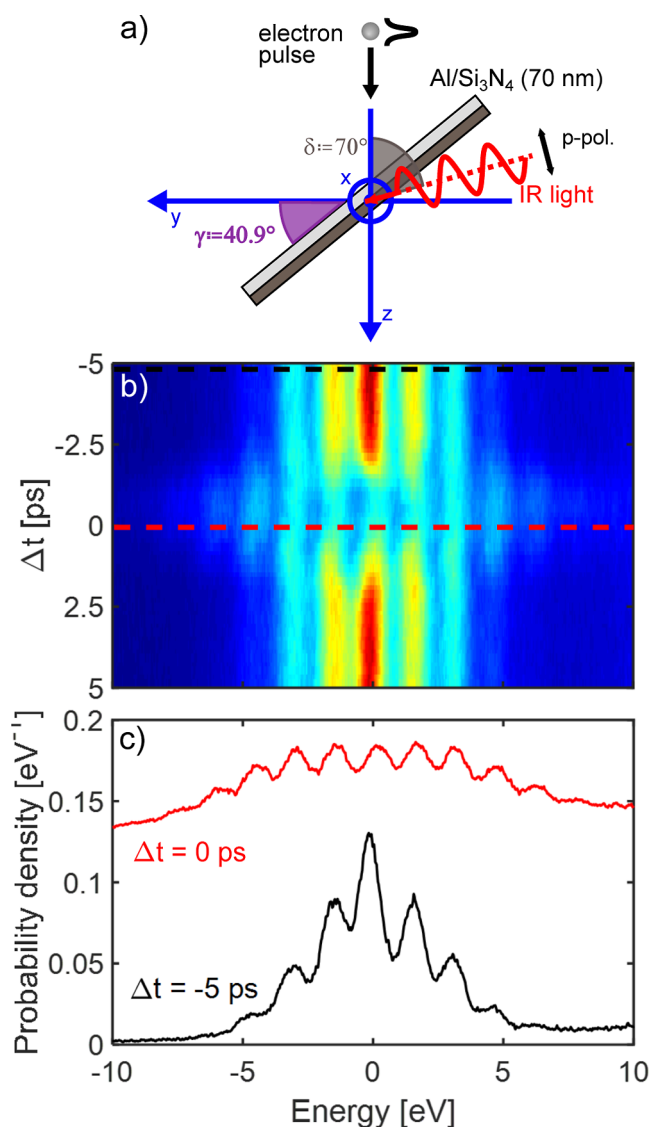 a)
electron
pulse
Al/Si₃N₄ (70 nm)
δ:=70°
p-pol.
x
IR light
y
γ:=40.9°
z
b)
-5
-2.5
0
2.5
5
Δt [ps]
c)
0.2
0.15
0.1
0.05
0
Probability density [eV⁻¹]
Δt = 0 ps
Δt = -5 ps
-10
-5
0
5
10
Energy [eV]